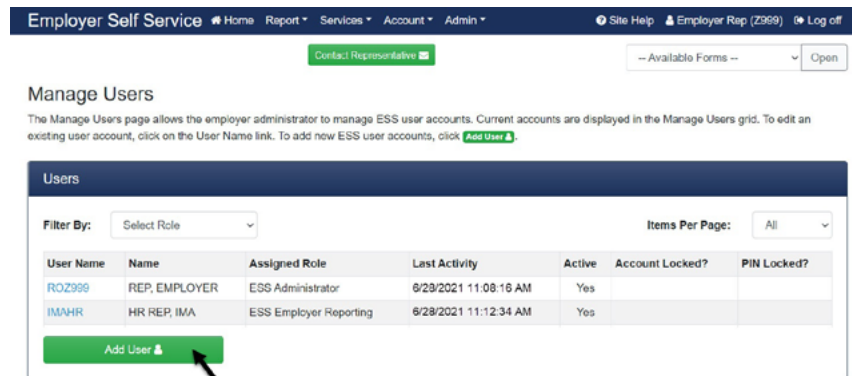 Employer Self Service Home Report Services Account Admin Site Help Employer Rep (Z999) Log off
Contact Representative -- Available Forms -- Open
Manage Users
The Manage Users page allows the employer administrator to manage ESS user accounts. Current accounts are displayed in the Manage Users grid. To edit an
existing user account, click on the User Name link. To add new ESS user accounts, click Add User.
Users
Filter By: Select Role Items Per Page: All
User Name Name Assigned Role Last Activity Active Account Locked? PIN Locked?
ROZ999 REP, EMPLOYER ESS Administrator 6/28/2021 11:08:16 AM Yes
IMAHR HR REP, IMA ESS Employer Reporting 6/28/2021 11:12:34 AM Yes
Add User